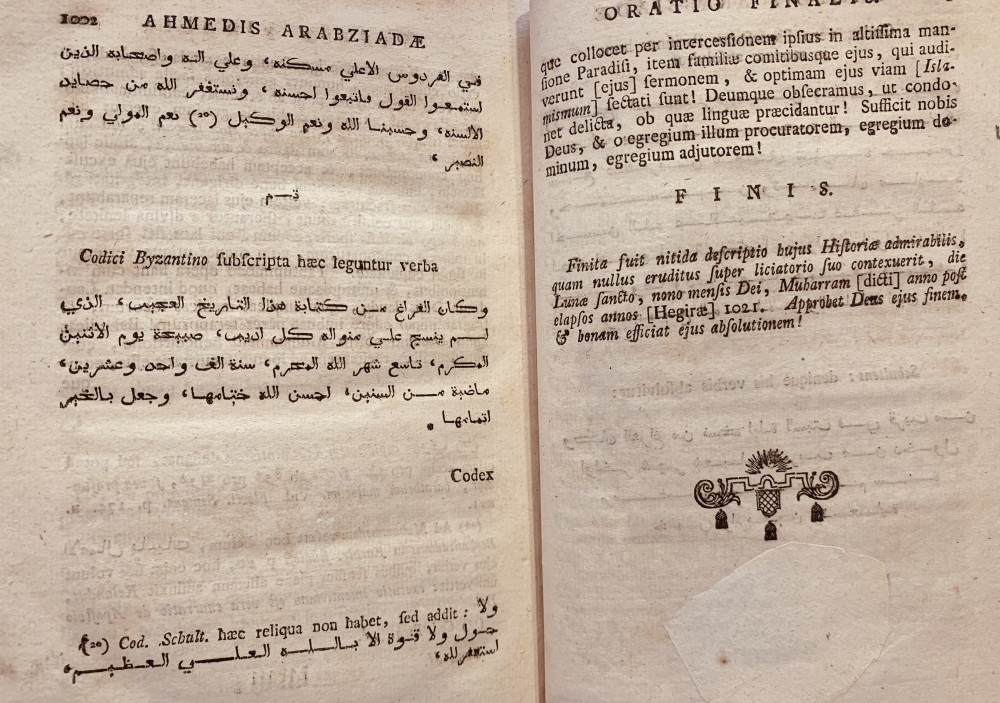 1002 AHMEDIS ARABZIADÆ
في الفردوس الاعلي مسكنه، وعلي اله واصحابه الذين
استمعوا القول فاتبعوا احسنه، ونستغفر الله من حصايد
الالسنه، وحسبنا الله ونعم الوكيل (20) نعم المولي ونعم
النصير،
تم
Codici Byzantino ſubſcripta hæc leguntur verba
وكان الفراغ من كتابة هذا التاريخ العجيب، الذي
لم ينسج علي منواله كل اديب، صبيحة يوم الاثنين
المكرم، تاسع شهر الله المحرم، سنة الف واحد وعشرين،
ماضية من السنين، احسن الله ختامها، وجعل بالخير
اتمامها.
Codex
(20) Cod. Schult. hæc reliqua non habet, ſed addit: ولا
حول ولا قوة الا بالله العلي العظيم،
استغفر لله،
ORATIO FINALIS.
que collocet per interceſſionem ipſius in altiſſima man-
ſione Paradiſi, item familiæ comitibusque ejus, qui audi-
verunt [ejus] ſermonem, & optimam ejus viam [Isla-
mismum] ſectati ſunt! Deumque obſecramus, ut condo-
net delicta, ob quæ linguæ præcidantur! Sufficit nobis
Deus, & o egregium illum procuratorem, egregium do-
minum, egregium adjutorem!
FINIS.
Finita fuit nitida deſcriptio hujus Hiſtoriæ admirabilis,
quam nullus eruditus ſuper liciatorio ſuo contexuerit, die
Lunæ ſancto, nono mensis Dei, Muharram [dicti] anno poſt
elapſos annos [Hegiræ] 1021. Approbet Deus ejus finem,
& bonam efficiat ejus abſolutionem!